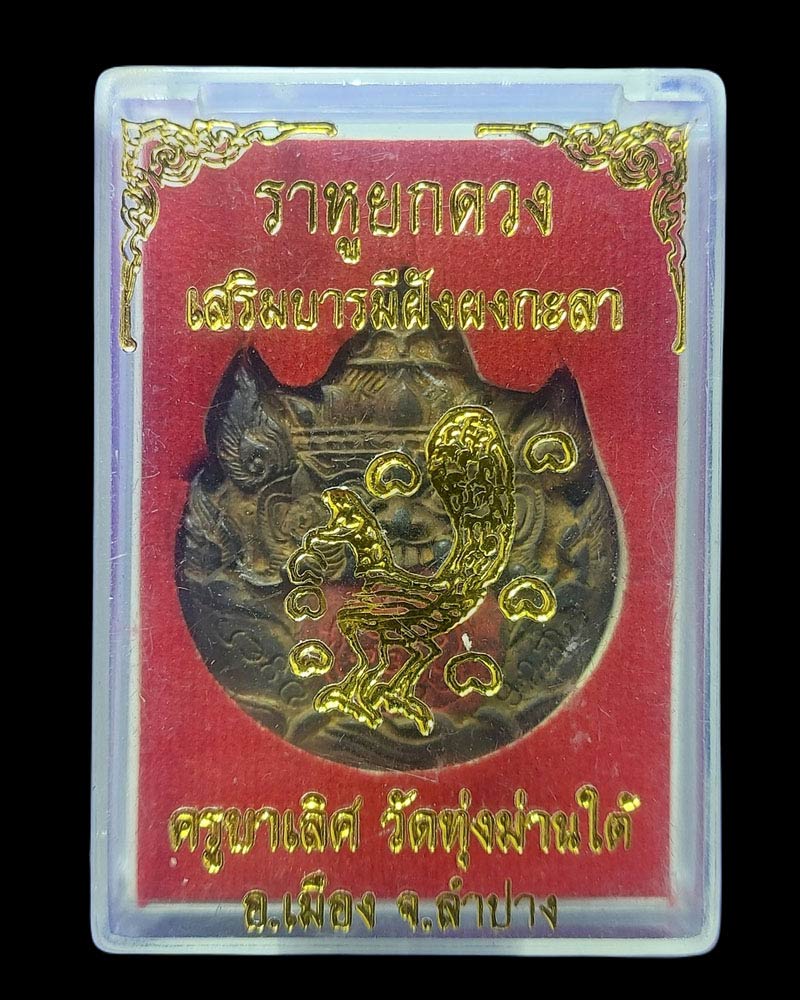 ราหูยกดวง
เสริมบารมีฝังผงกะลา
ครูบาเลิศ วัดทุ่งม่านใต้
อ.เมือง จ.ลำปาง